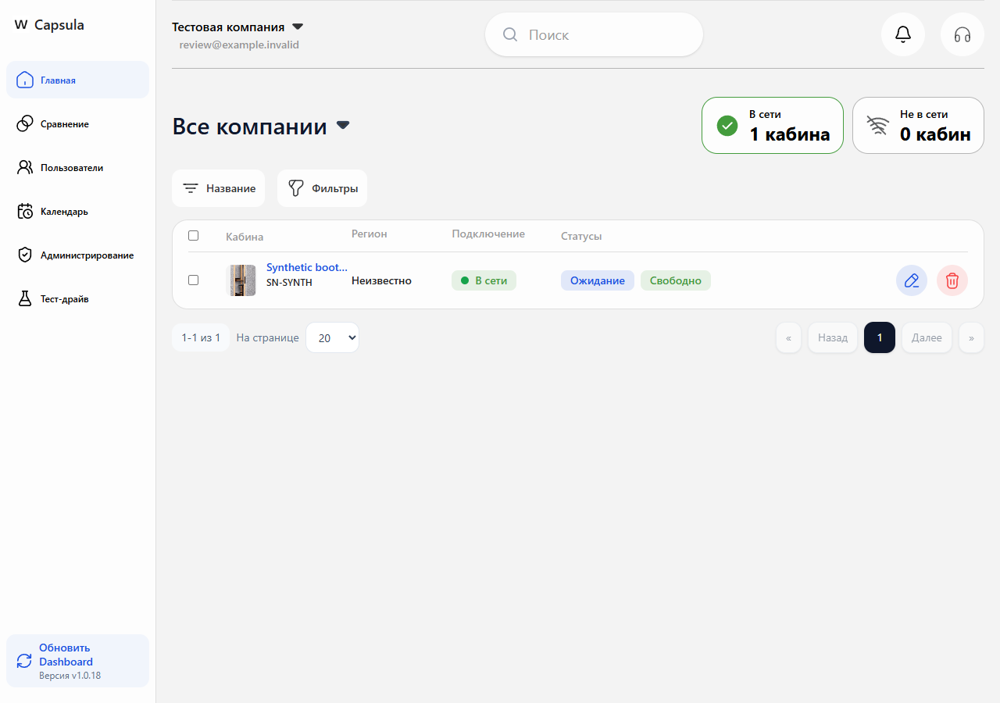 W Capsula
Главная
Сравнение
Пользователи
Календарь
Администрирование
Тест-драйв
Обновить
Dashboard
Версия v1.0.18
Тестовая компания
review@example.invalid
Поиск
Все компании
В сети
1 кабина
Не в сети
0 кабин
Название
Фильтры
Кабина Регион Подключение Статусы
Synthetic boot...
SN-SYNTH
Неизвестно
В сети
Ожидание
Свободно
1-1 из 1 На странице 20
« Назад 1 Далее »